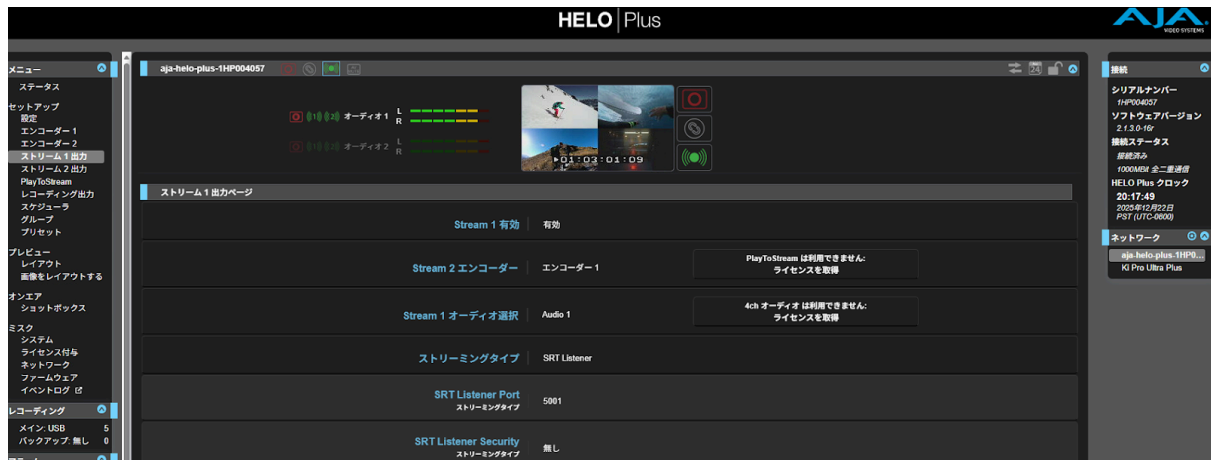 HELO Plus
AJA
VIDEO SYSTEMS
メニュー
ステータス
セットアップ
設定
エンコーダー 1
エンコーダー 2
ストリーム 1 出力
ストリーム 2 出力
PlayToStream
レコーディング出力
スケジューラ
グループ
プリセット
プレビュー
レイアウト
画像をレイアウトする
オンエア
ショットボックス
ミスク
システム
ライセンス付与
ネットワーク
ファームウェア
イベントログ
レコーディング
メイン: USB 5
バックアップ: 無し 0
aja-helo-plus-1HP004057
24
オーディオ 1
L
R
オーディオ 2
L
R
01:03:01:09
ストリーム 1 出力ページ
Stream 1 有効 有効
Stream 2 エンコーダー エンコーダー 1
PlayToStream は利用できません:
ライセンスを取得
Stream 1 オーディオ選択 Audio 1
4ch オーディオ は利用できません:
ライセンスを取得
ストリーミングタイプ SRT Listener
SRT Listener Port
ストリーミングタイプ
5001
SRT Listener Security
ストリーミングタイプ
無し
接続
シリアルナンバー
1HP004057
ソフトウェアバージョン
2.1.3.0-16r
接続ステータス
接続済み
1000MBit 全二重通信
HELO Plus クロック
20:17:49
2025年12月22日
PST (UTC-0800)
ネットワーク
aja-helo-plus-1HP0...
Ki Pro Ultra Plus